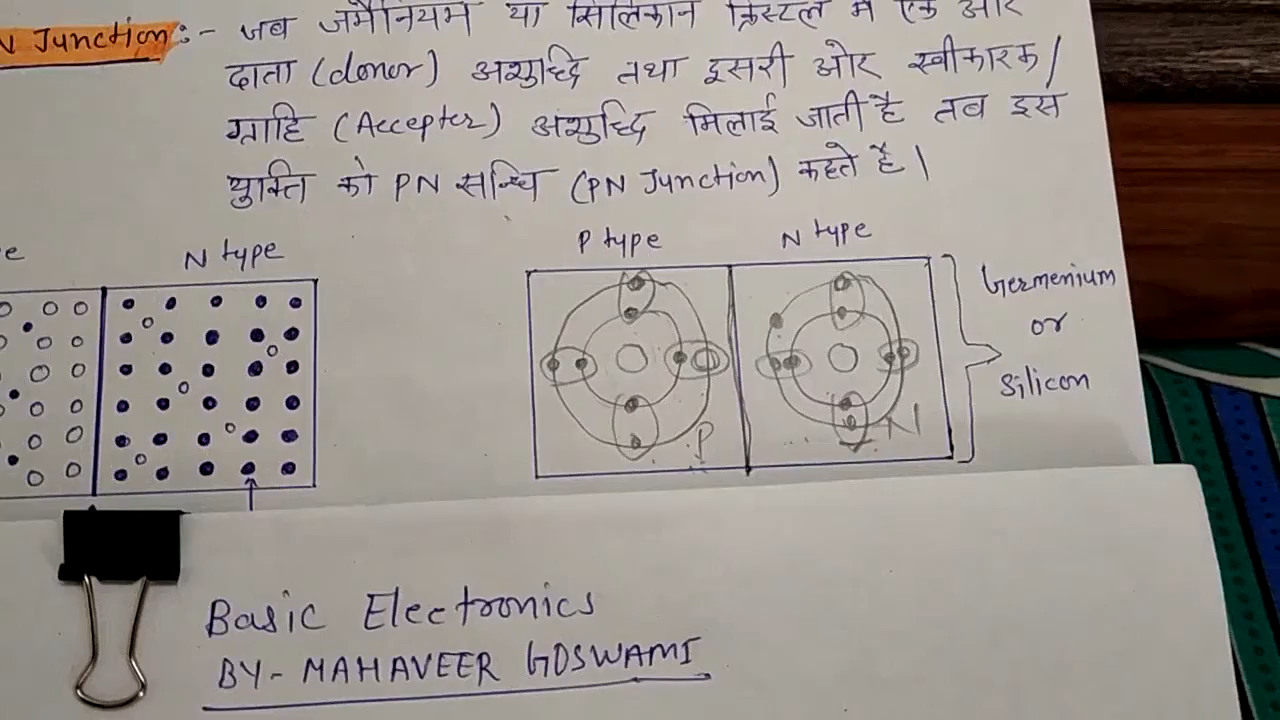 N Junction:- जब जर्मेनियम या सिलिकॉन क्रिस्टल में एक ओर
दाता (donor) अशुद्धि तथा दूसरी ओर स्वीकारक/
ग्राहि (Accepter) अशुद्धि मिलाई जाती है तब इस
युक्ति को PN सन्धि (PN Junction) कहते है।
e
N type
P type
N type
Germenium
or
Silicon
P
N
Basic Electronics
BY- MAHAVEER GOSWAMI